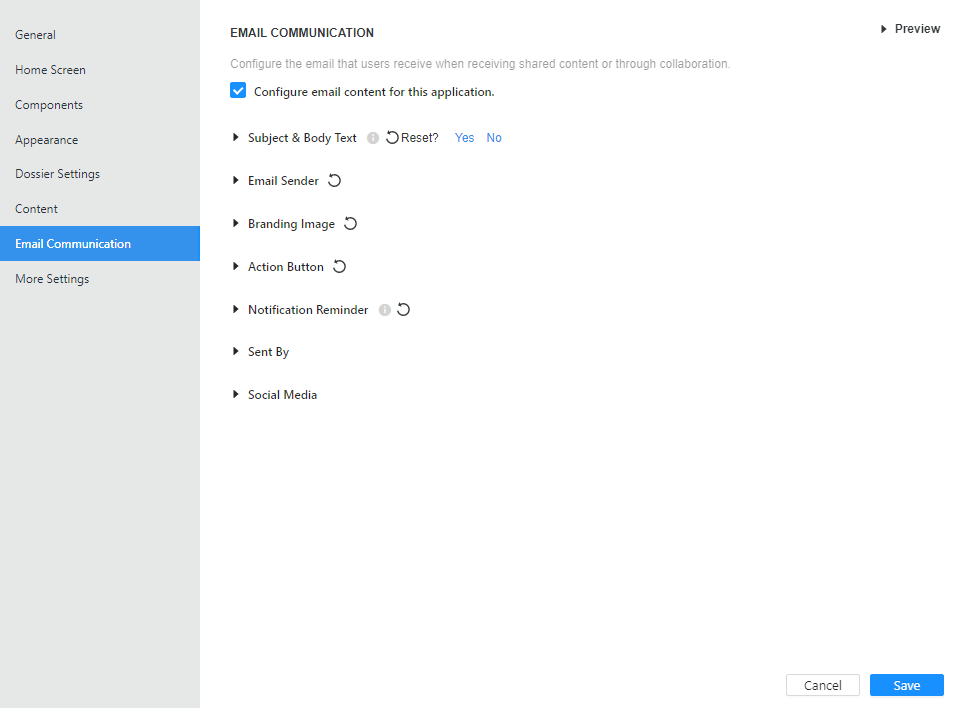 General
Home Screen
Components
Appearance
Dossier Settings
Content
Email Communication
More Settings
EMAIL COMMUNICATION
Preview
Configure the email that users receive when receiving shared content or through collaboration.
Configure email content for this application.
Subject & Body Text Reset? Yes No
Email Sender
Branding Image
Action Button
Notification Reminder
Sent By
Social Media
Cancel Save